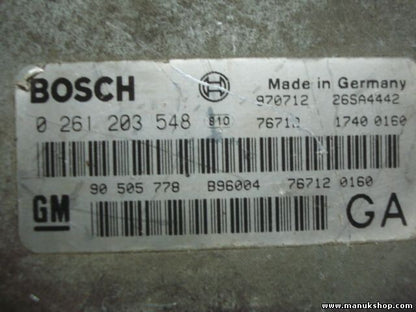 BOSCH Made in Germany
970712 26SA4442
0 261 203 548 810 1740 0160
90 505 778 B96004 76712 0160
GM GA
www.manukshop.com